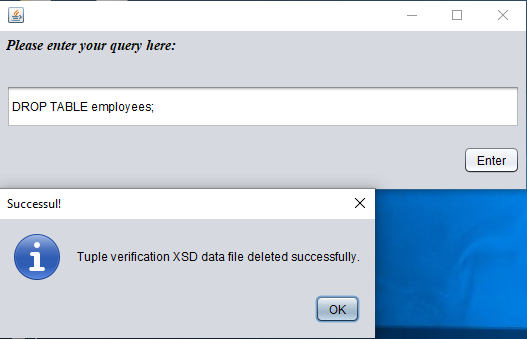 Please enter your query here:
DROP TABLE employees;
Enter
Successul!
Tuple verification XSD data file deleted successfully.
OK